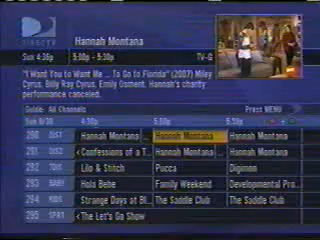 DIRECTV
Hannah Montana
Sun 4:36p 5:00p - 5:30p TV-G
"I Want You to Want Me ... To Go to Florida" (2007) Miley
Cyrus, Billy Ray Cyrus, Emily Osment. Hannah's charity
performance canceled.
Guide: All Channels Press MENU
Sun 8/30 4:30p 5:00p 5:30p
290 DIST Hannah Montana Hannah Montana Hannah Montana
291 DIS2 <Confessions of a T... Hannah Montana Hannah Montana
292 TDIS Lilo & Stitch Pucca Digimon
293 BABY Hola Bebe Family Weekend Developmental Pro...
294 KIDS Strange Days at Bl... The Saddle Club The Saddle Club
295 SPRT <The Let's Go Show